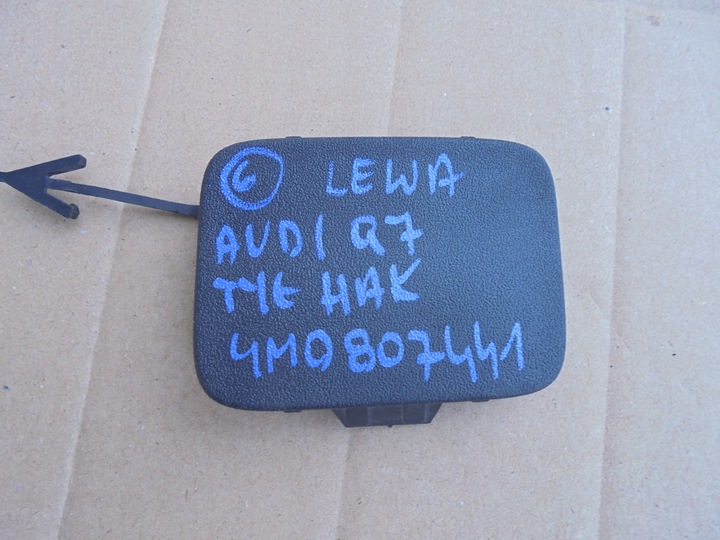 6 LEWA
AUDI Q7
TYŁ HAK
4M0807441